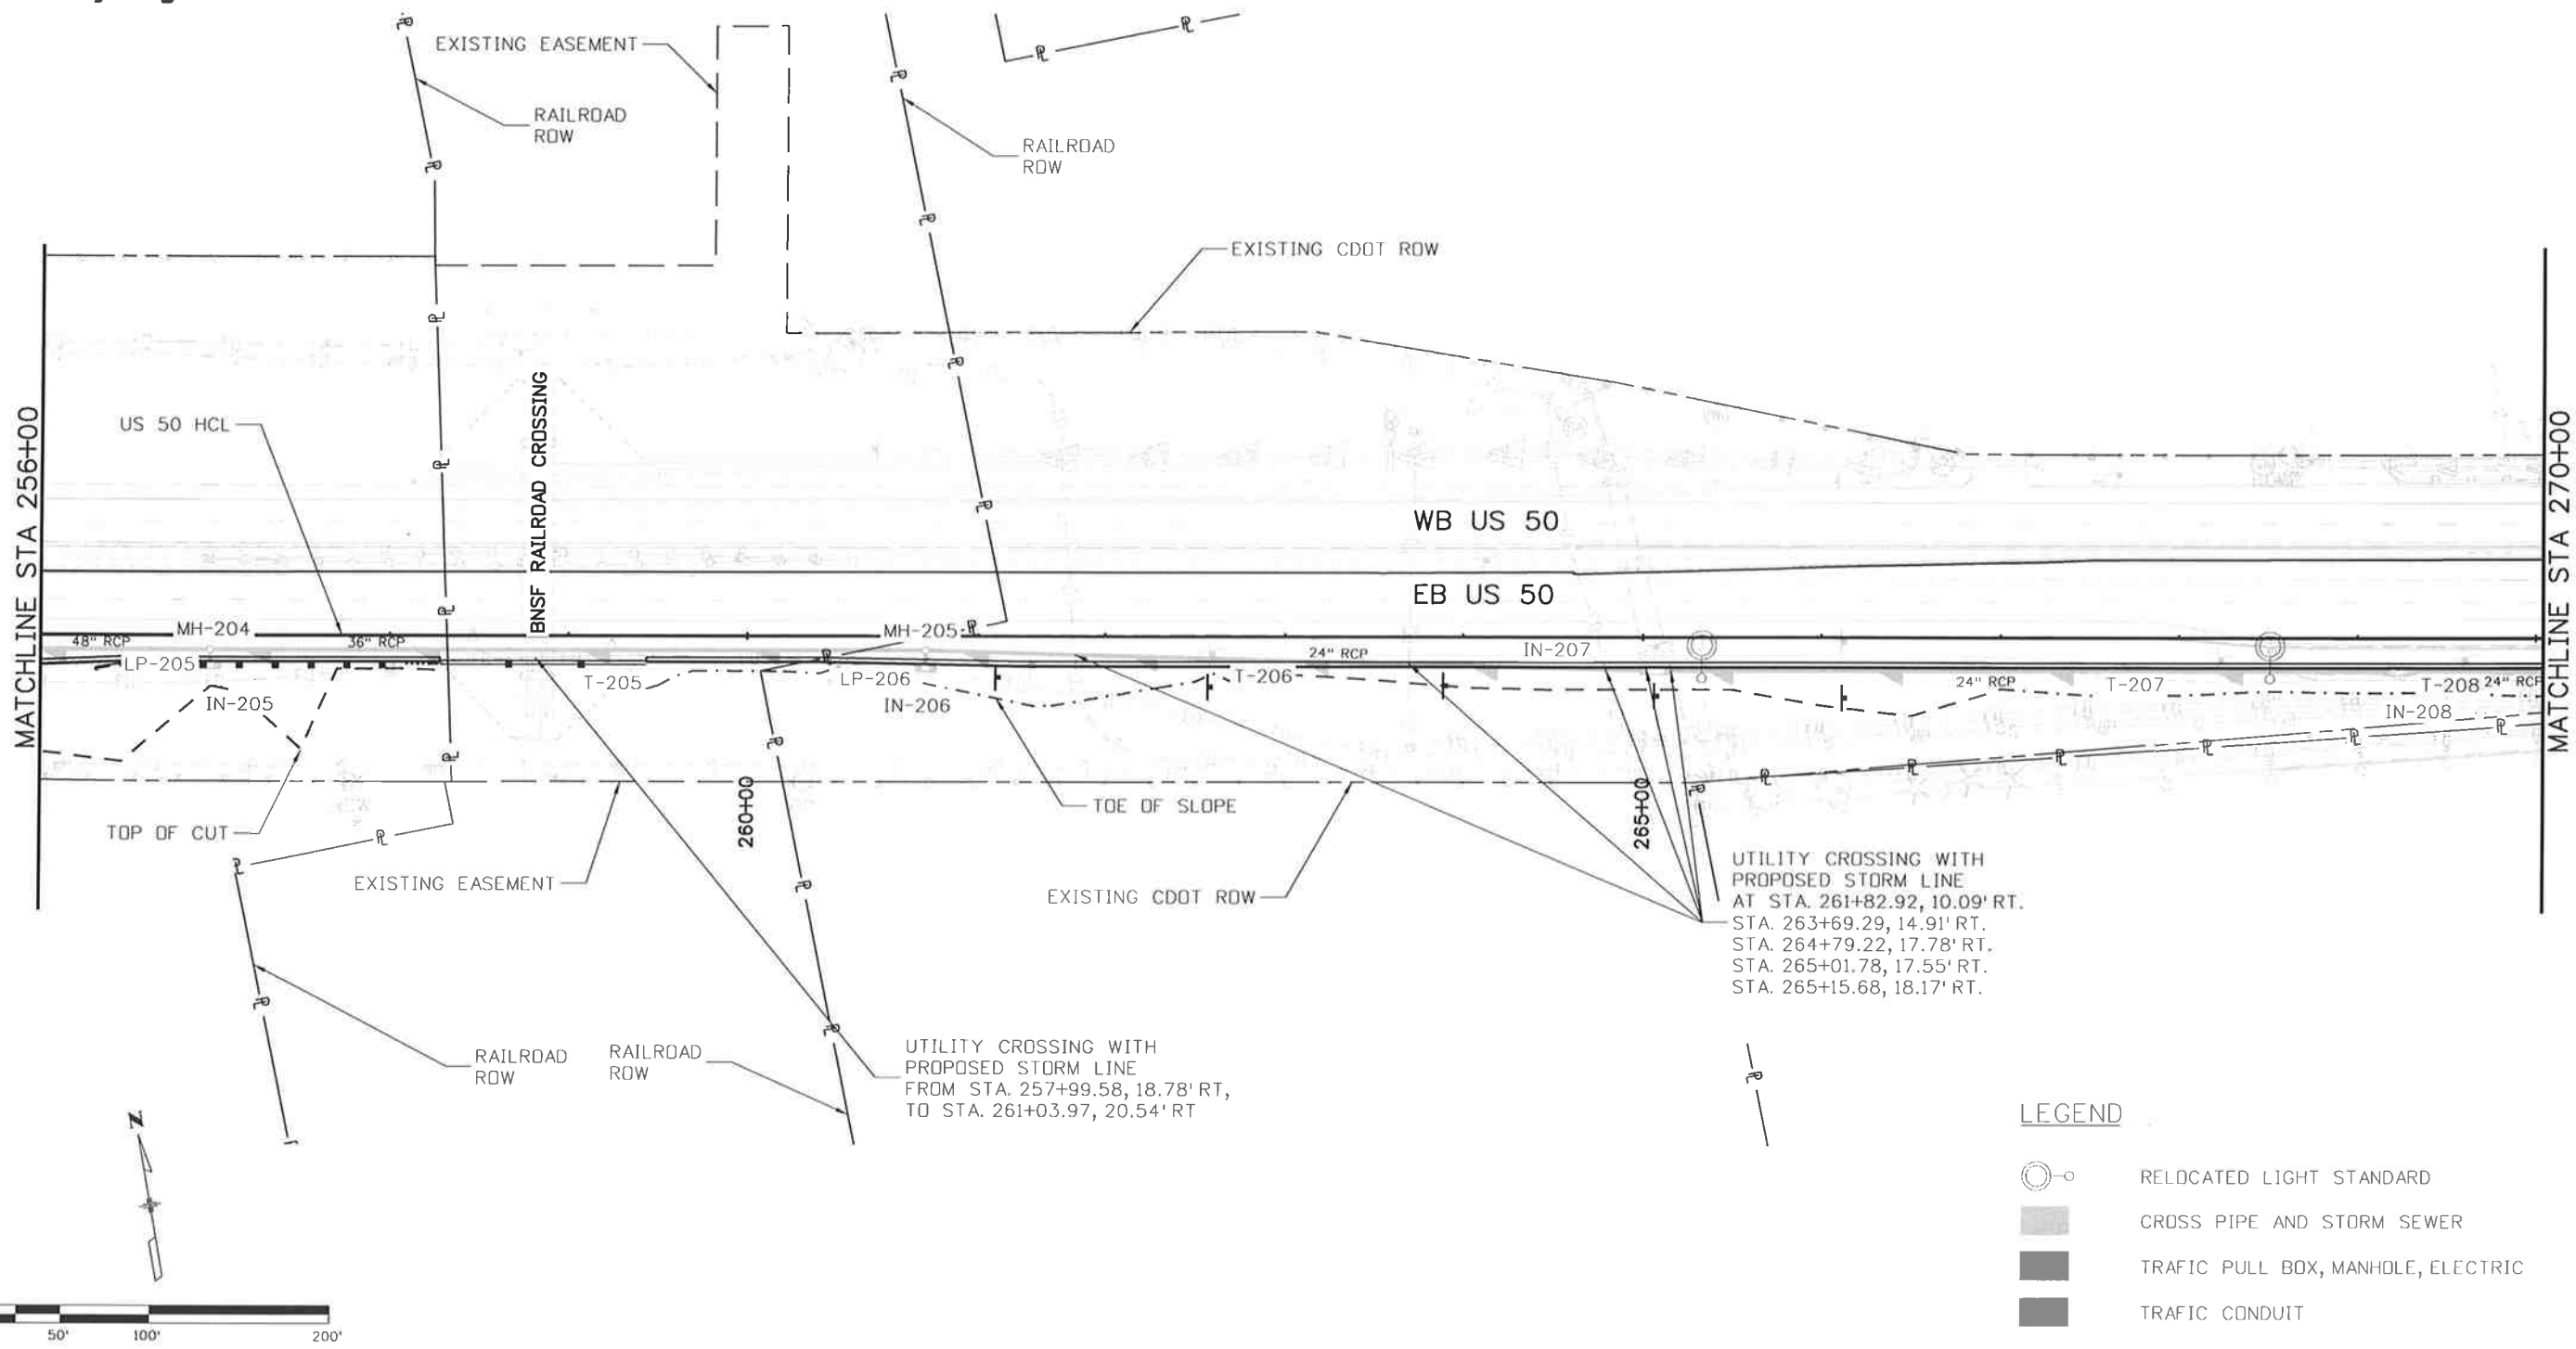 EXISTING EASEMENT
RAILROAD
ROW
RAILROAD
ROW
EXISTING CDOT ROW
US 50 HCL
BNSF RAILROAD CROSSING
MATCHLINE STA 256+00
MATCHLINE STA 270+00
WB US 50
EB US 50
48" RCP
MH-204
36" RCP
MH-205
24" RCP
IN-207
LP-205
T-205
LP-206
T-206
24" RCP
T-207
T-208
24" RCP
IN-205
IN-206
IN-208
TOP OF CUT
260+00
TOE OF SLOPE
265+00
EXISTING EASEMENT
EXISTING CDOT ROW
UTILITY CROSSING WITH
PROPOSED STORM LINE
AT STA. 261+82.92, 10.09' RT.
STA. 263+69.29, 14.91' RT.
STA. 264+79.22, 17.78' RT.
STA. 265+01.78, 17.55' RT.
STA. 265+15.68, 18.17' RT.
RAILROAD
ROW
RAILROAD
ROW
UTILITY CROSSING WITH
PROPOSED STORM LINE
FROM STA. 257+99.58, 18.78' RT,
TO STA. 261+03.97, 20.54' RT
N
LEGEND
RELOCATED LIGHT STANDARD
CROSS PIPE AND STORM SEWER
TRAFIC PULL BOX, MANHOLE, ELECTRIC
TRAFIC CONDUIT
50'
100'
200'